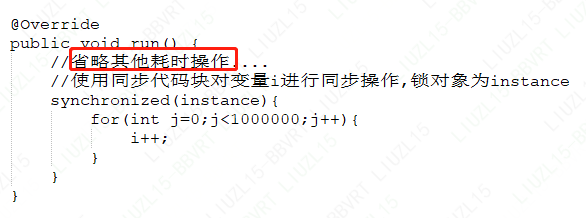 @Override
public void run() {
//省略其他耗时操作....
//使用同步代码块对变量i进行同步操作,锁对象为instance
synchronized(instance){
for(int j=0;j<1000000;j++){
i++;
}
}
}